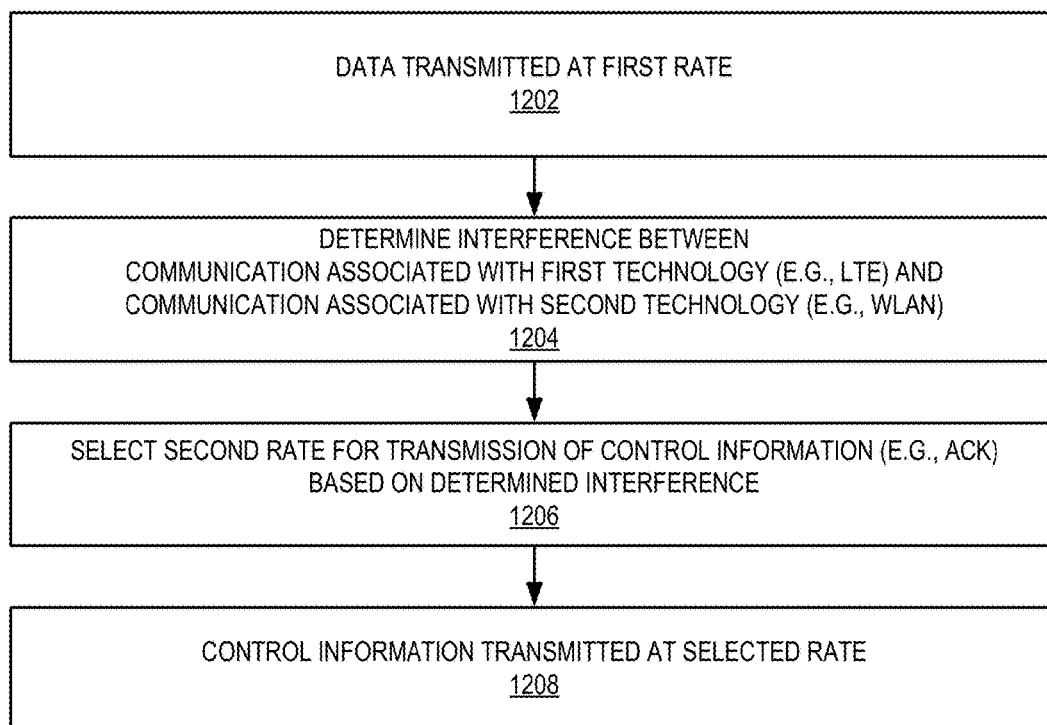 DATA TRANSMITTED AT FIRST RATE
1202
DETERMINE INTERFERENCE BETWEEN
COMMUNICATION ASSOCIATED WITH FIRST TECHNOLOGY (E.G., LTE) AND
COMMUNICATION ASSOCIATED WITH SECOND TECHNOLOGY (E.G., WLAN)
1204
SELECT SECOND RATE FOR TRANSMISSION OF CONTROL INFORMATION (E.G., ACK)
BASED ON DETERMINED INTERFERENCE
1206
CONTROL INFORMATION TRANSMITTED AT SELECTED RATE
1208